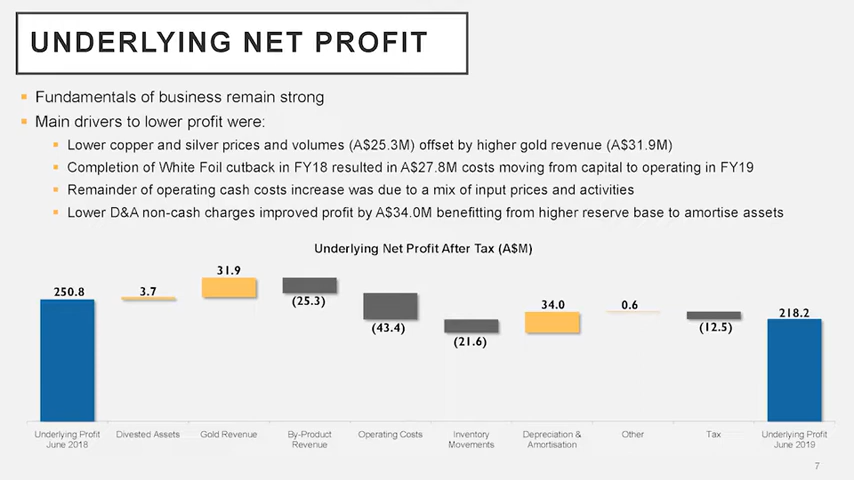 UNDERLYING NET PROFIT
Fundamentals of business remain strong
Main drivers to lower profit were:
Lower copper and silver prices and volumes (A$25.3M) offset by higher gold revenue (A$31.9M)
Completion of White Foil cutback in FY18 resulted in A$27.8M costs moving from capital to operating in FY19
Remainder of operating cash costs increase was due to a mix of input prices and activities
Lower D&A non-cash charges improved profit by A$34.0M benefitting from higher reserve base to amortise assets
Underlying Net Profit After Tax (A$M)
250.8
3.7
31.9
(25.3)
(43.4)
(21.6)
34.0
0.6
(12.5)
218.2
Underlying Profit
June 2018
Divested Assets
Gold Revenue
By-Product
Revenue
Operating Costs
Inventory
Movements
Depreciation &
Amortisation
Other
Tax
Underlying Profit
June 2019
7